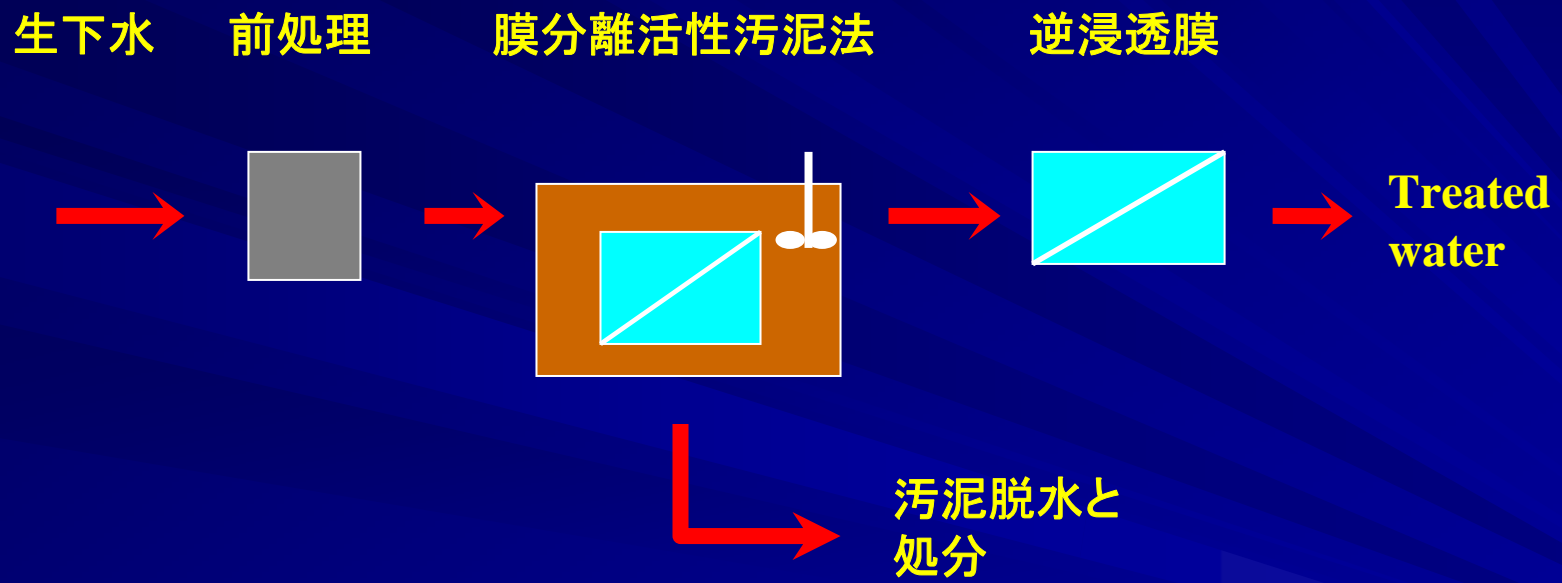 生下水
前処理
膜分離活性汚泥法
逆浸透膜
Treated
water
汚泥脱水と
処分